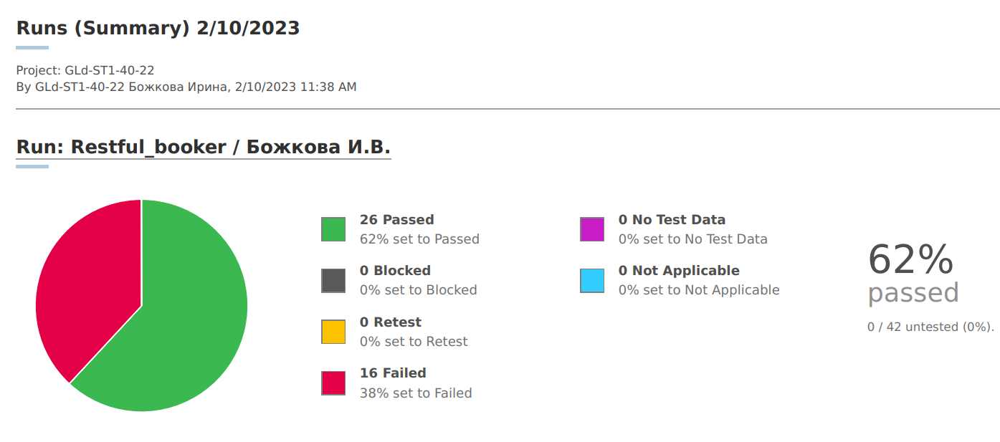 Runs (Summary) 2/10/2023
Project: GLd-ST1-40-22
By GLd-ST1-40-22 Божкова Ирина, 2/10/2023 11:38 AM
Run: Restful_booker / Божкова И.В.
26 Passed
62% set to Passed
0 Blocked
0% set to Blocked
0 Retest
0% set to Retest
16 Failed
38% set to Failed
0 No Test Data
0% set to No Test Data
0 Not Applicable
0% set to Not Applicable
62%
passed
0 / 42 untested (0%).